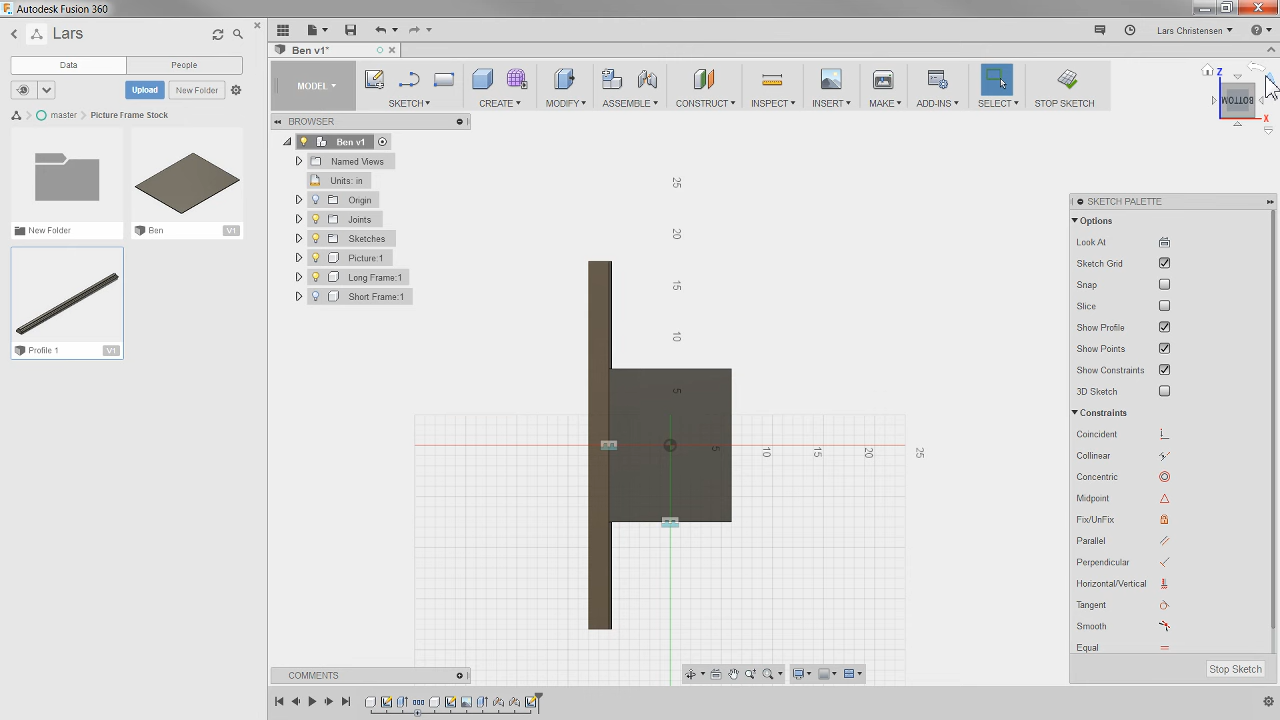 Autodesk Fusion 360
Lars
Data
People
Upload
New Folder
master
Picture Frame Stock
New Folder
Ben
V1
Profile 1
V1
Ben v1*
Lars Christensen
MODEL
SKETCH
CREATE
MODIFY
ASSEMBLE
CONSTRUCT
INSPECT
INSERT
MAKE
ADD-INS
SELECT
STOP SKETCH
BROWSER
Ben v1
Named Views
Units: in
Origin
Joints
Sketches
Picture:1
Long Frame:1
Short Frame:1
25
20
15
10
5
5
10
15
20
25
Z
BOTTOM
X
SKETCH PALETTE
Options
Look At
Sketch Grid
Snap
Slice
Show Profile
Show Points
Show Constraints
3D Sketch
Constraints
Coincident
Collinear
Concentric
Midpoint
Fix/UnFix
Parallel
Perpendicular
Horizontal/Vertical
Tangent
Smooth
Equal
Stop Sketch
COMMENTS